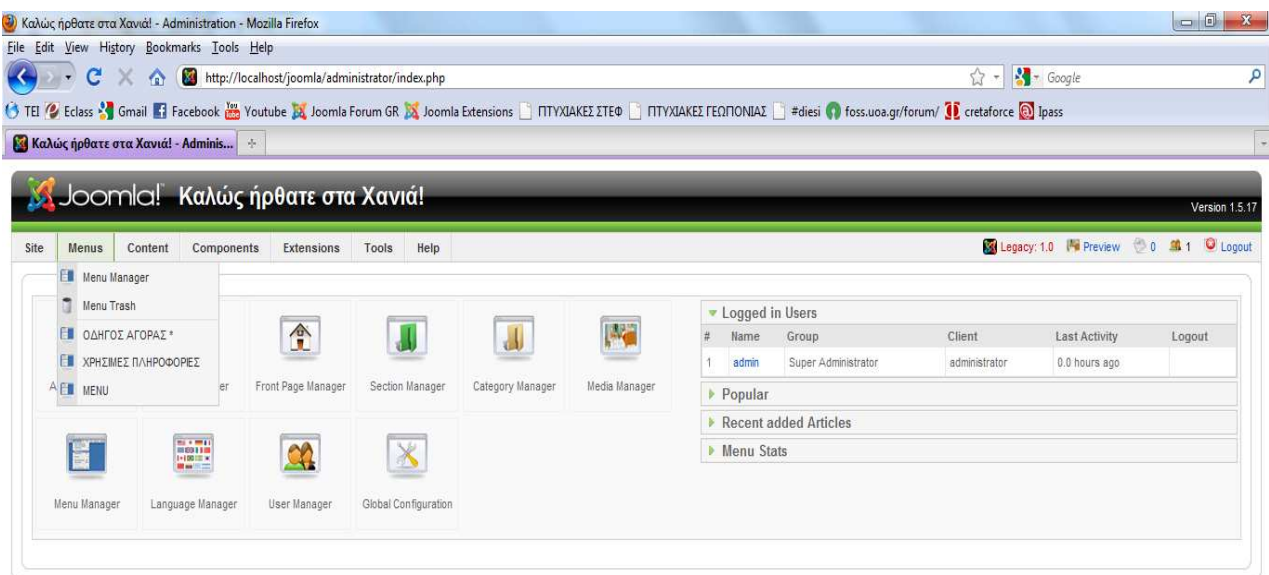 Καλώς ήρθατε στα Χανιά! - Administration - Mozilla Firefox
File Edit View History Bookmarks Tools Help
http://localhost/joomla/administrator/index.php
Google
TEI Eclass Gmail Facebook Youtube Joomla Forum GR Joomla Extensions ΠΤΥΧΙΑΚΕΣ ΣΤΕΦ ΠΤΥΧΙΑΚΕΣ ΓΕΩΠΟΝΙΑΣ #diesi foss.uoa.gr/forum/ cretaforce Ipass
Καλώς ήρθατε στα Χανιά! - Adminis...
Joomla! Καλώς ήρθατε στα Χανιά!
Version 1.5.17
Site Menus Content Components Extensions Tools Help
Legacy: 1.0 Preview 0 1 Logout
Menu Manager
Menu Trash
ΟΔΗΓΟΣ ΑΓΟΡΑΣ *
ΧΡΗΣΙΜΕΣ ΠΛΗΡΟΦΟΡΙΕΣ
MENU
A er Front Page Manager Section Manager Category Manager Media Manager
Menu Manager Language Manager User Manager Global Configuration
Logged in Users
# Name Group Client Last Activity Logout
1 admin Super Administrator administrator 0.0 hours ago
Popular
Recent added Articles
Menu Stats